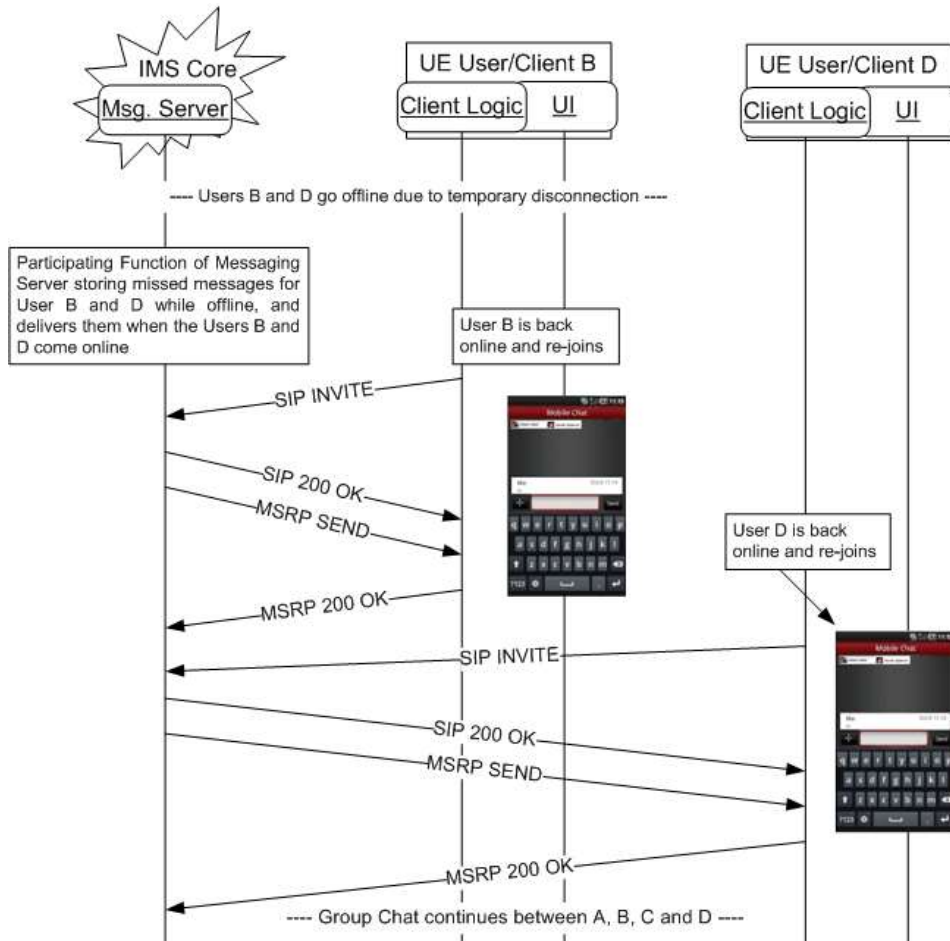 IMS Core
Msg. Server
UE User/Client B
Client Logic
UI
UE User/Client D
Client Logic
UI
---- Users B and D go offline due to temporary disconnection ----
Participating Function of Messaging
Server storing missed messages for
User B and D while offline, and
delivers them when the Users B and
D come online
User B is back
online and re-joins
SIP INVITE
Mobile Chat
SIP 200 OK
MSRP SEND
User D is back
online and re-joins
MSRP 200 OK
SIP INVITE
Mobile Chat
SIP 200 OK
MSRP SEND
MSRP 200 OK
---- Group Chat continues between A, B, C and D ----